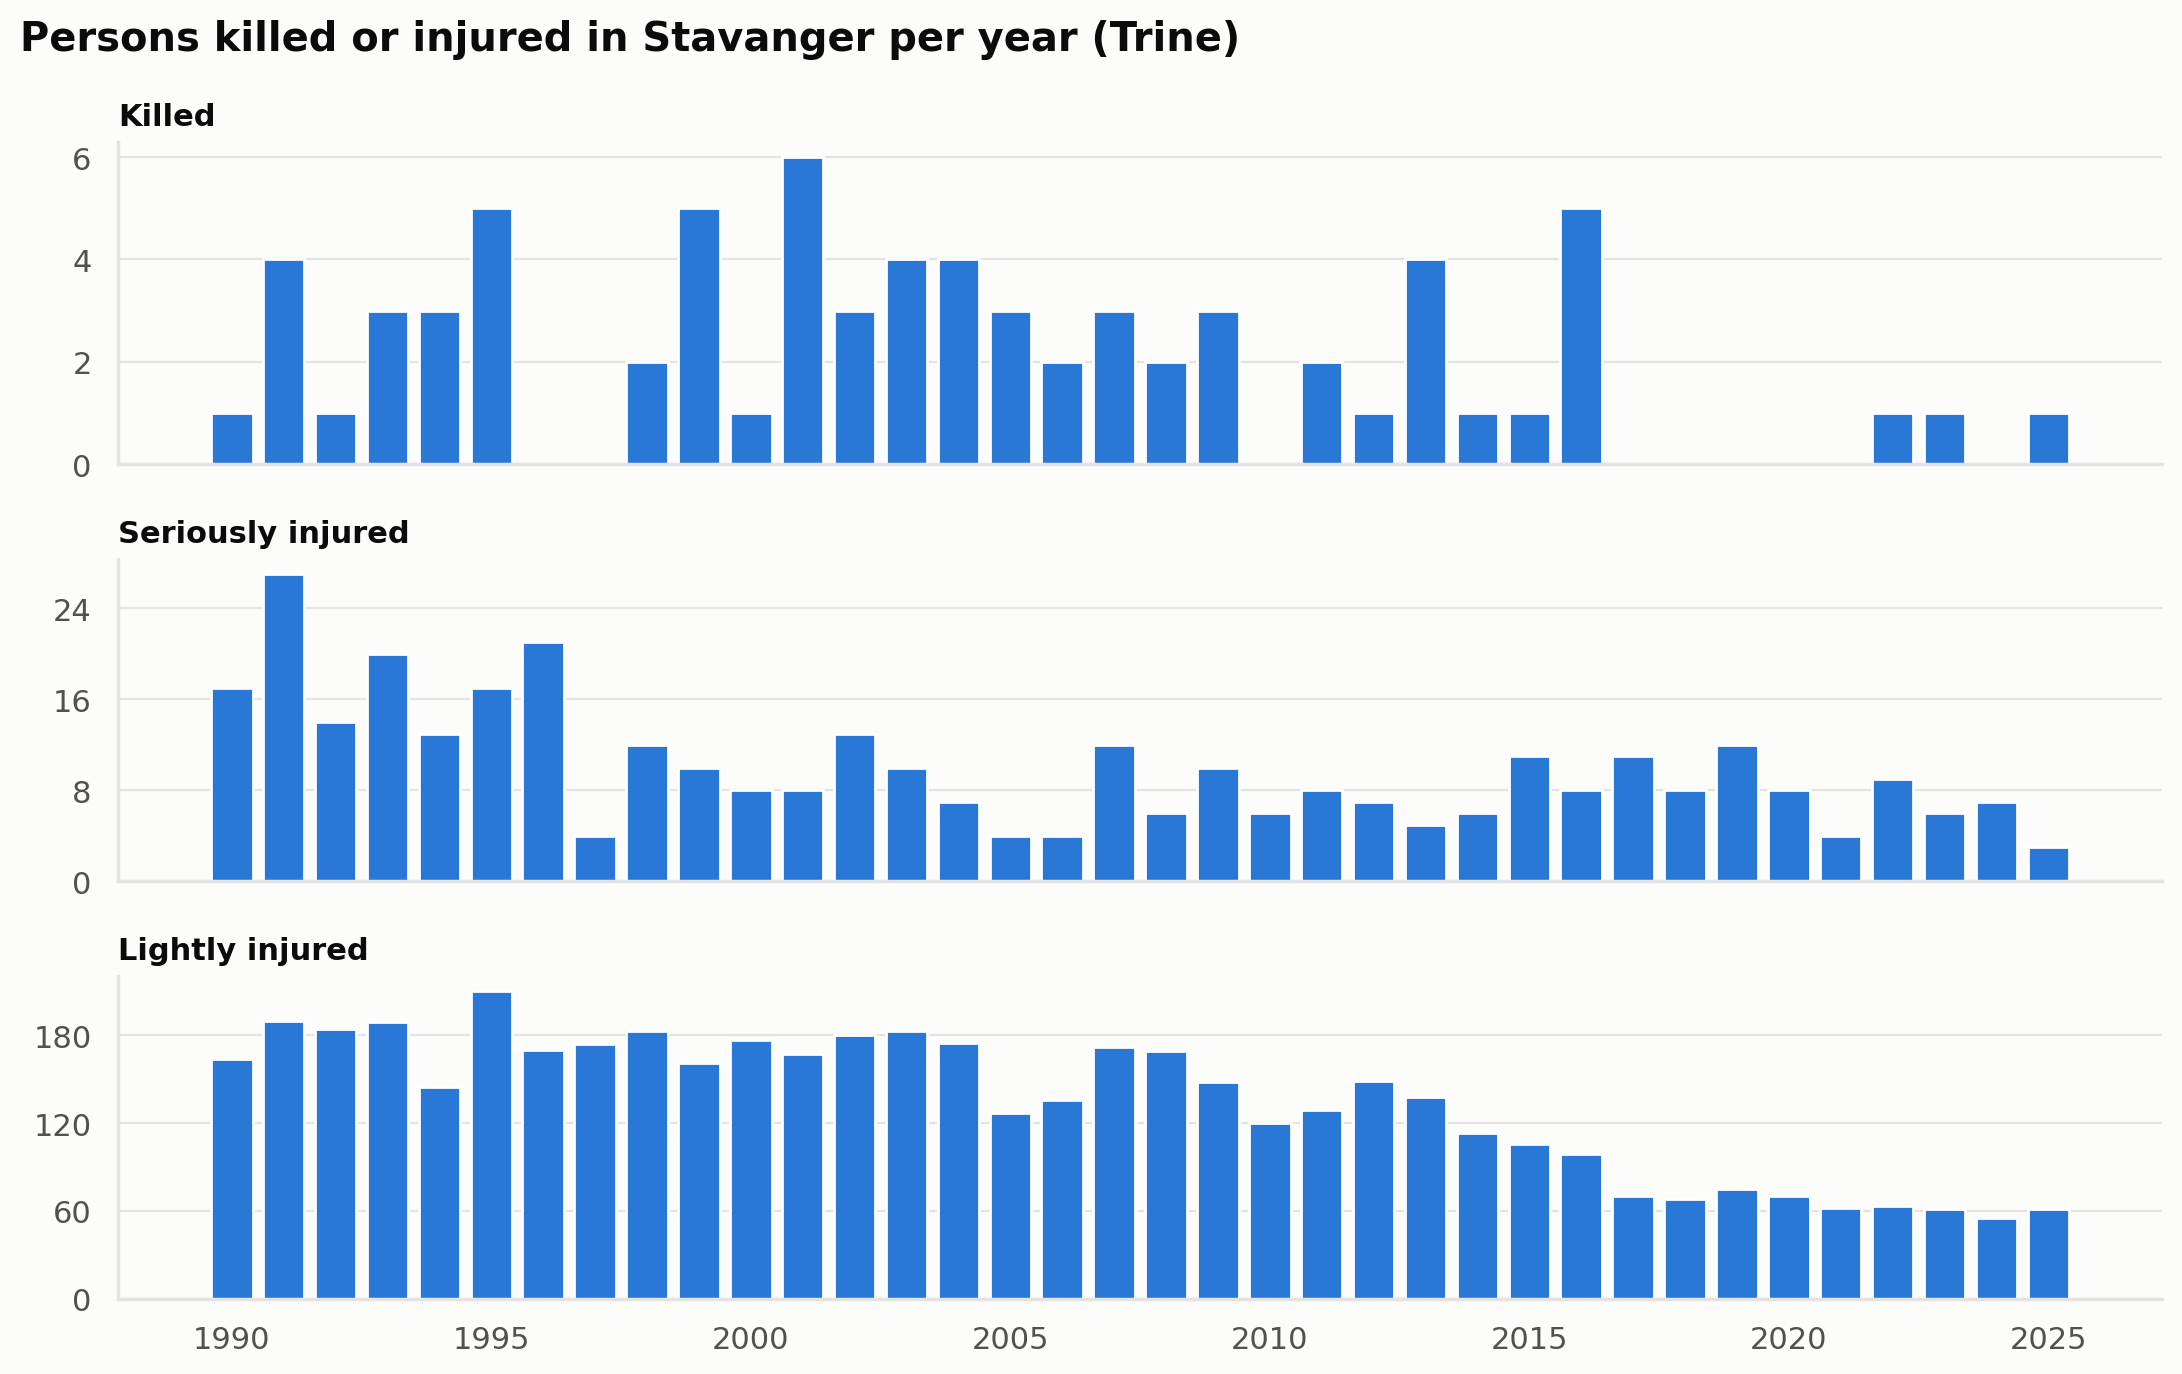 Persons killed or injured in Stavanger per year (Trine)
Killed
6
4
2
0
Seriously injured
24
16
8
0
Lightly injured
180
120
60
0
1990 1995 2000 2005 2010 2015 2020 2025